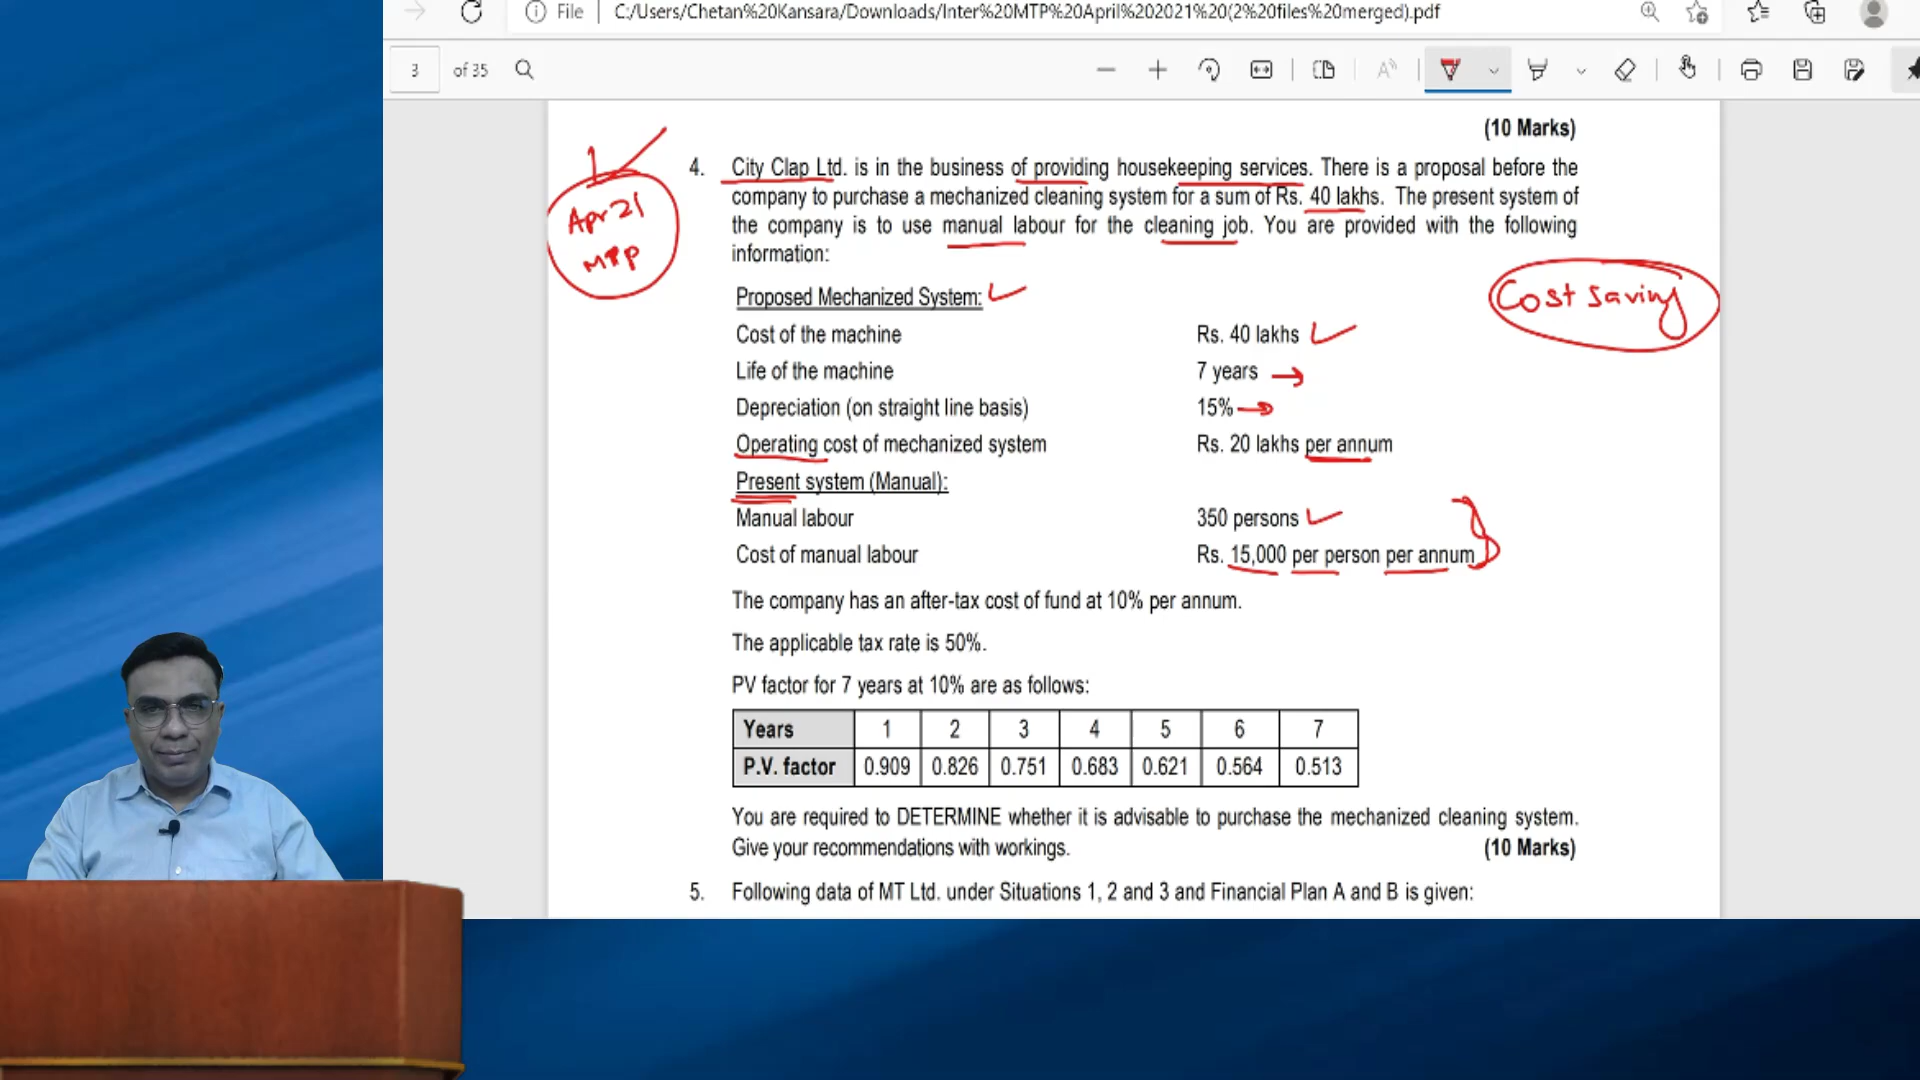 File C:/Users/Chetan%20Kansara/Downloads/Inter%20MTP%20April%202021%20(2%20files%20merged).pdf
3 of 35
(10 Marks)
1
Apr 21
MTP
4. City Clap Ltd. is in the business of providing housekeeping services. There is a proposal before the
company to purchase a mechanized cleaning system for a sum of Rs. 40 lakhs. The present system of
the company is to use manual labour for the cleaning job. You are provided with the following
information:
Cost saving
Proposed Mechanized System:
Cost of the machine Rs. 40 lakhs
Life of the machine 7 years
Depreciation (on straight line basis) 15%
Operating cost of mechanized system Rs. 20 lakhs per annum
Present system (Manual):
Manual labour 350 persons
Cost of manual labour Rs. 15,000 per person per annum
The company has an after-tax cost of fund at 10% per annum.
The applicable tax rate is 50%.
PV factor for 7 years at 10% are as follows:
Years 1 2 3 4 5 6 7
P.V. factor 0.909 0.826 0.751 0.683 0.621 0.564 0.513
You are required to DETERMINE whether it is advisable to purchase the mechanized cleaning system.
Give your recommendations with workings. (10 Marks)
5. Following data of MT Ltd. under Situations 1, 2 and 3 and Financial Plan A and B is given: